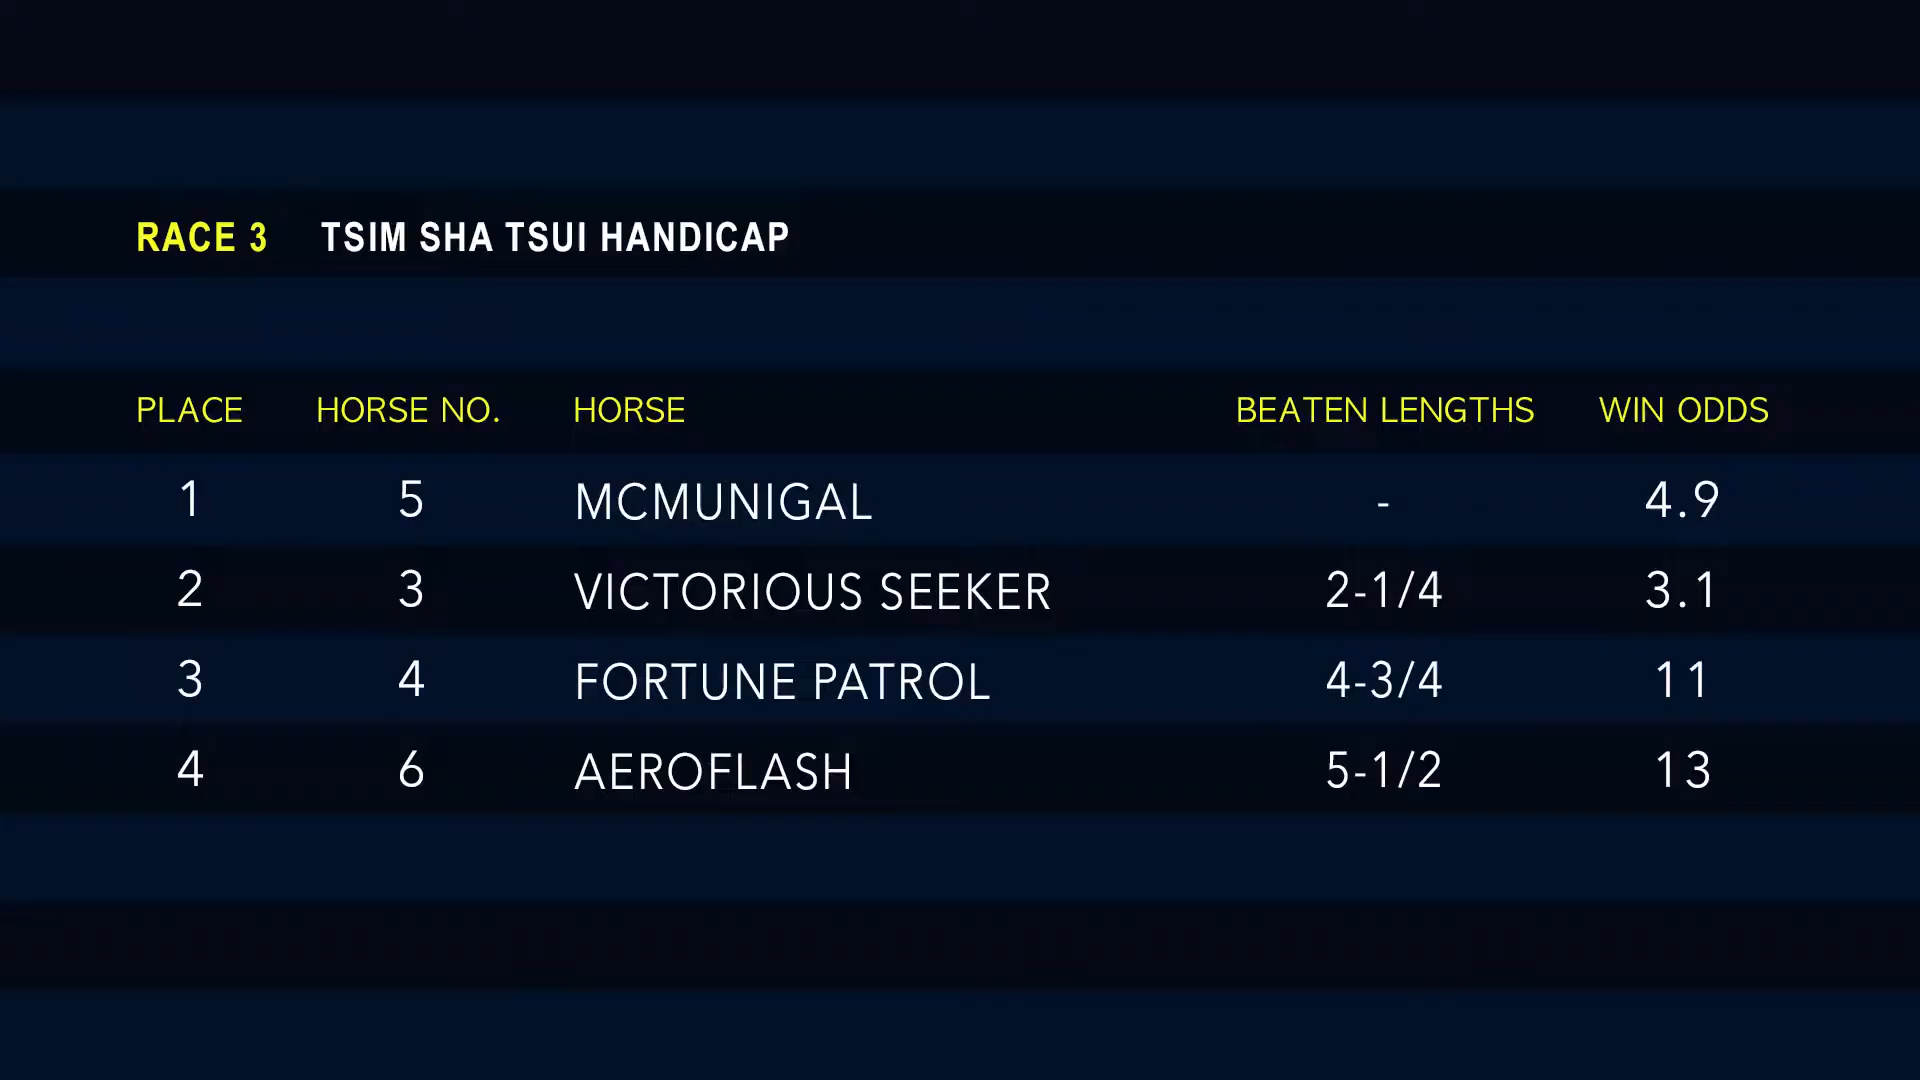 RACE 3 TSIM SHA TSUI HANDICAP
PLACE HORSE NO. HORSE BEATEN LENGTHS WIN ODDS
1 5 MCMUNIGAL - 4.9
2 3 VICTORIOUS SEEKER 2-1/4 3.1
3 4 FORTUNE PATROL 4-3/4 11
4 6 AEROFLASH 5-1/2 13